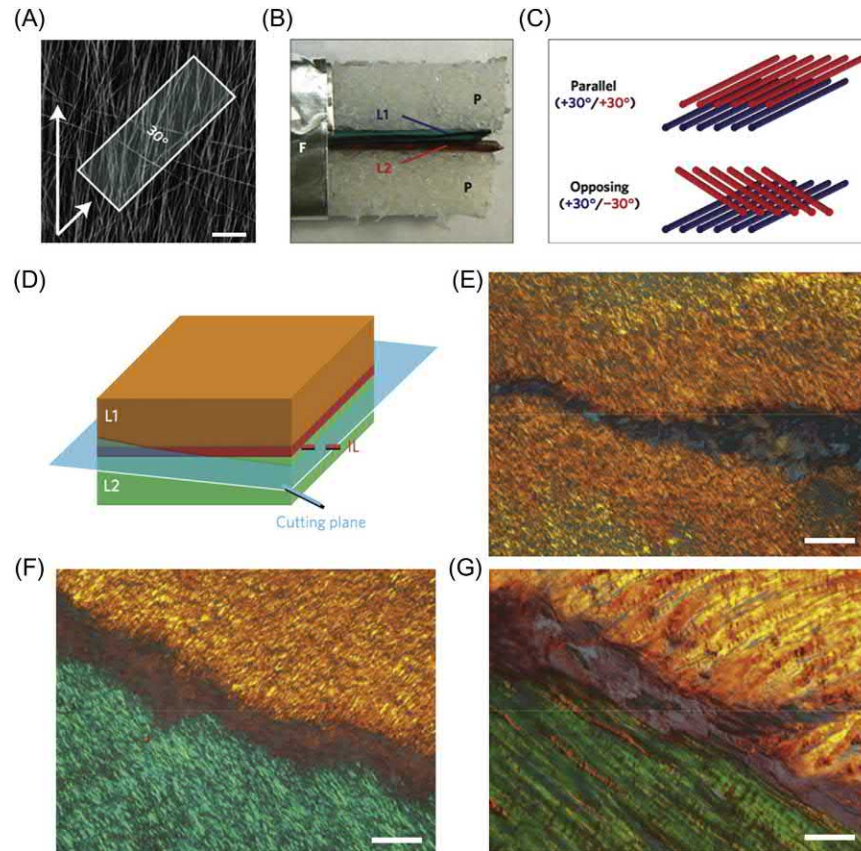 (A)
30°
(B)
L1
F
L2
P
P
(C)
Parallel
(+30°/+30°)
Opposing
(+30°/−30°)
(D)
L1
IL
L2
Cutting plane
(E)
(F)
(G)